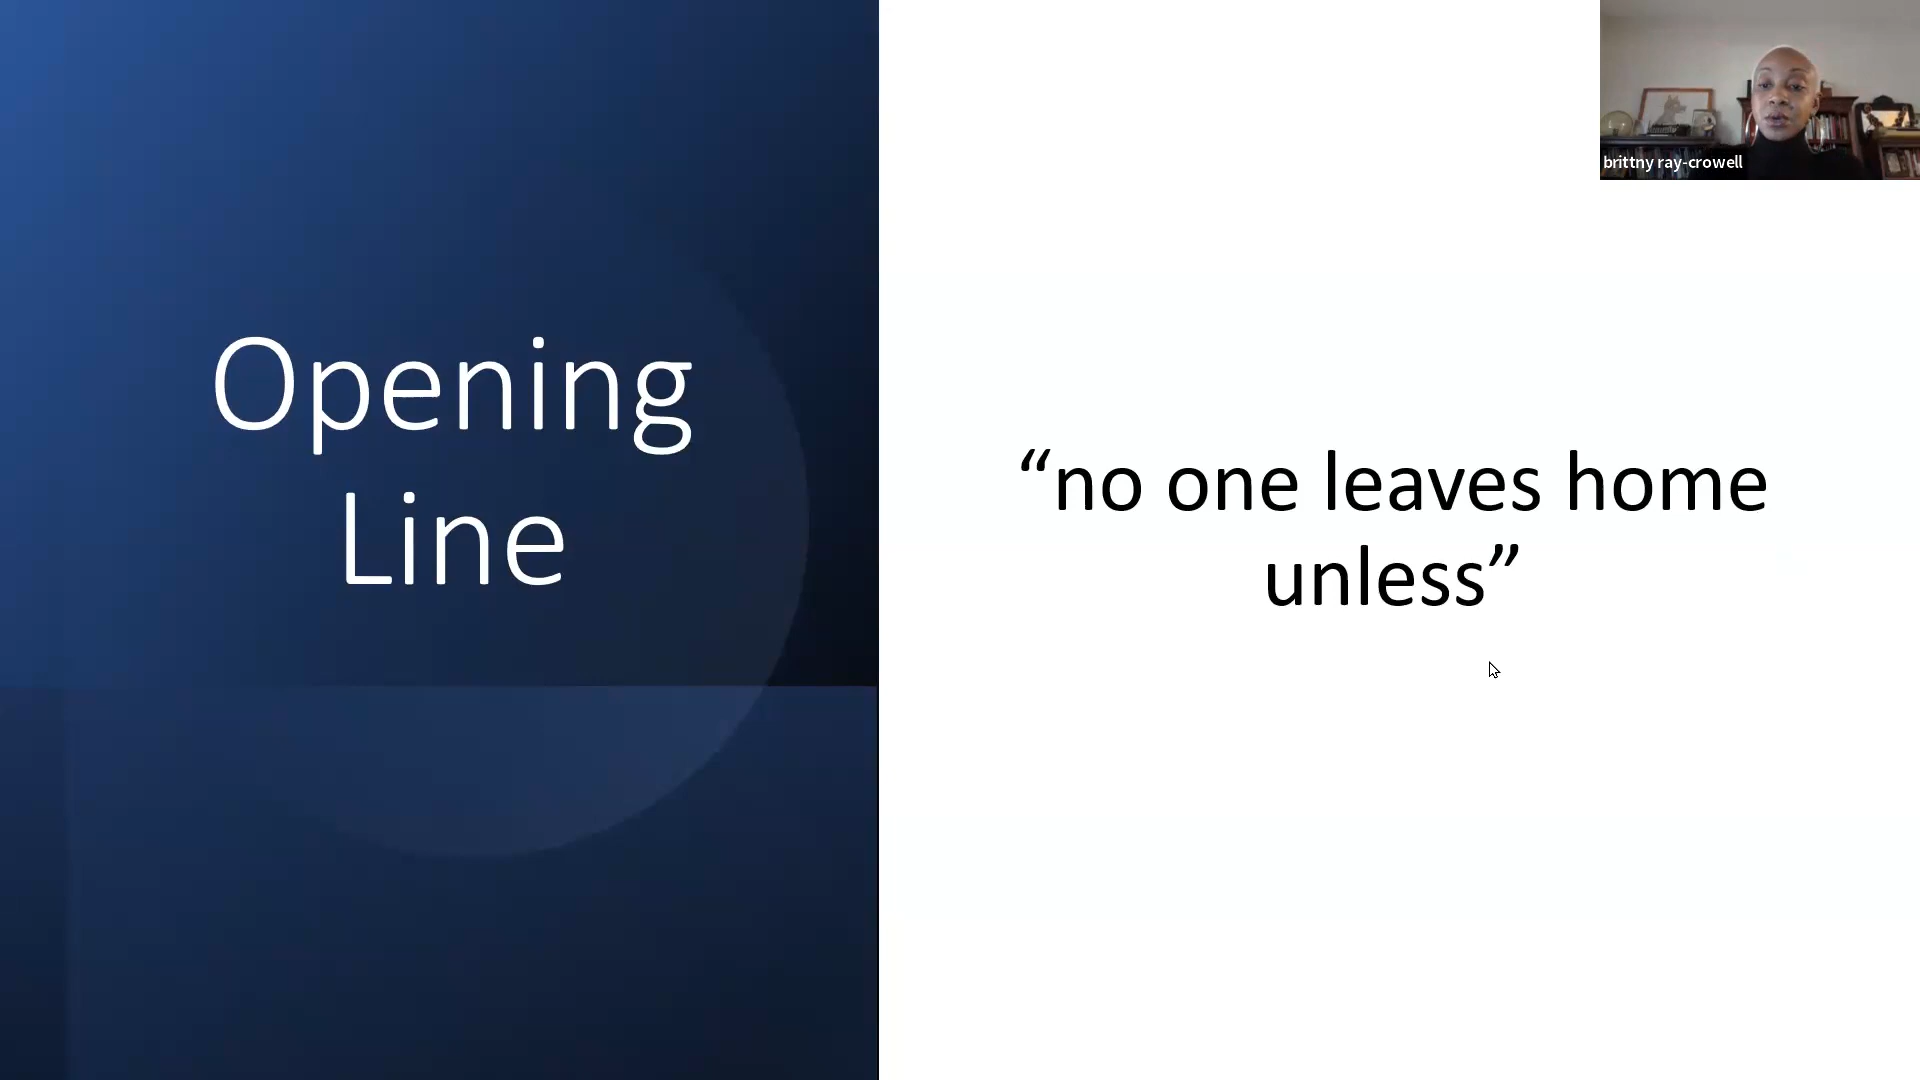 Opening
Line
“no one leaves home
unless”
brittny ray-crowell